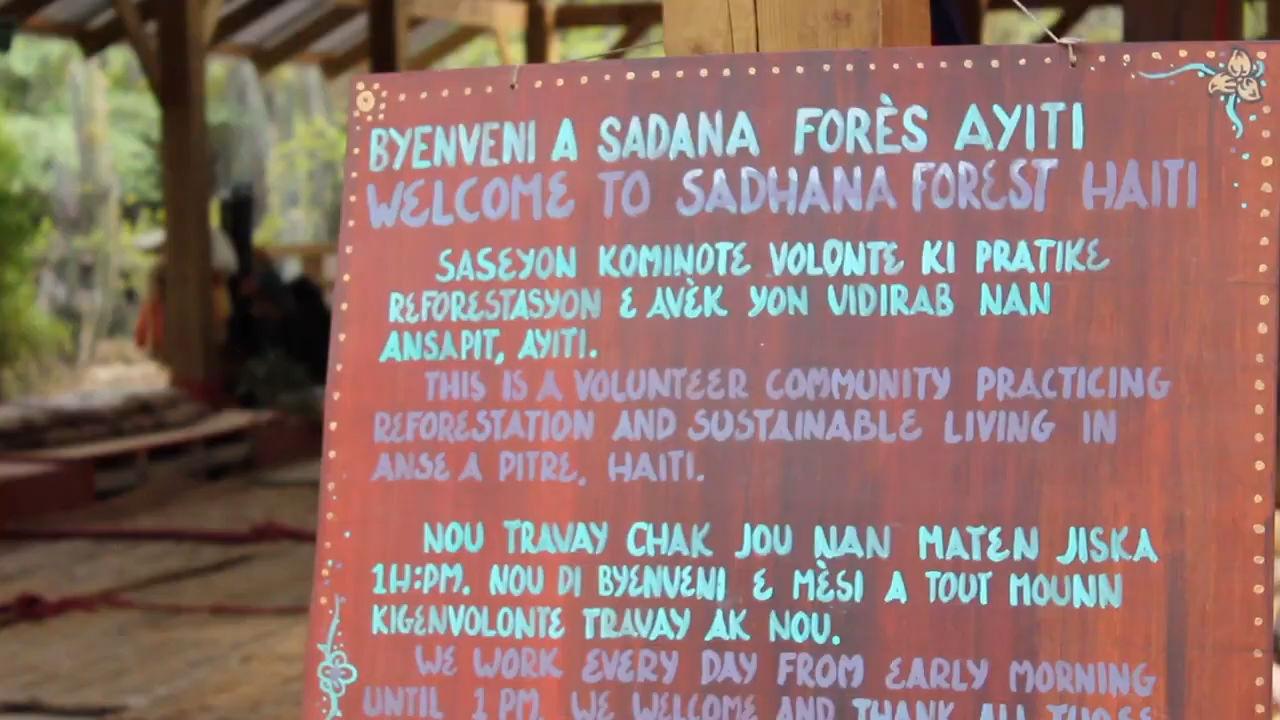 BYENVENI A SADANA FORÈS AYITI
WELCOME TO SADHANA FOREST HAITI
SASEYON KOMINOTE VOLONTE KI PRATIKE
REFORESTASYON E AVÈK YON VIDIRAB NAN
ANSAPIT, AYITI.
THIS IS A VOLUNTEER COMMUNITY PRACTICING
REFORESTATION AND SUSTAINABLE LIVING IN
ANSE A PITRE, HAITI.
NOU TRAVAY CHAK JOU NAN MATEN JISKA
1H:PM. NOU DI BYENVENI E MÈSI A TOUT MOUNN
KIGENVOLONTE TRAVAY AK NOU.
WE WORK EVERY DAY FROM EARLY MORNING
UNTIL 1 PM. WE WELCOME AND THANK ALL THOSE